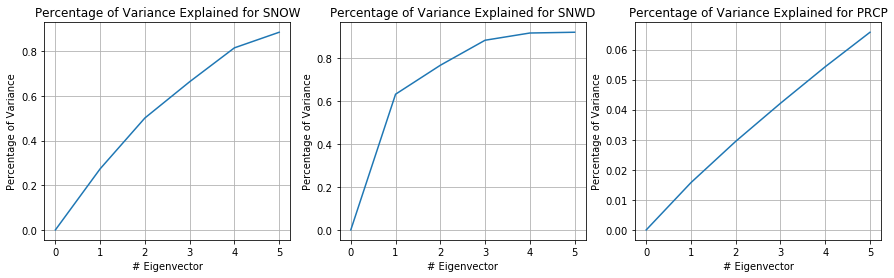 Percentage of Variance Explained for SNOW
Percentage of Variance
0.8
0.6
0.4
0.2
0.0
0 1 2 3 4 5
# Eigenvector
Percentage of Variance Explained for SNWD
Percentage of Variance
0.8
0.6
0.4
0.2
0.0
0 1 2 3 4 5
# Eigenvector
Percentage of Variance Explained for PRCP
Percentage of Variance
0.06
0.05
0.04
0.03
0.02
0.01
0.00
0 1 2 3 4 5
# Eigenvector